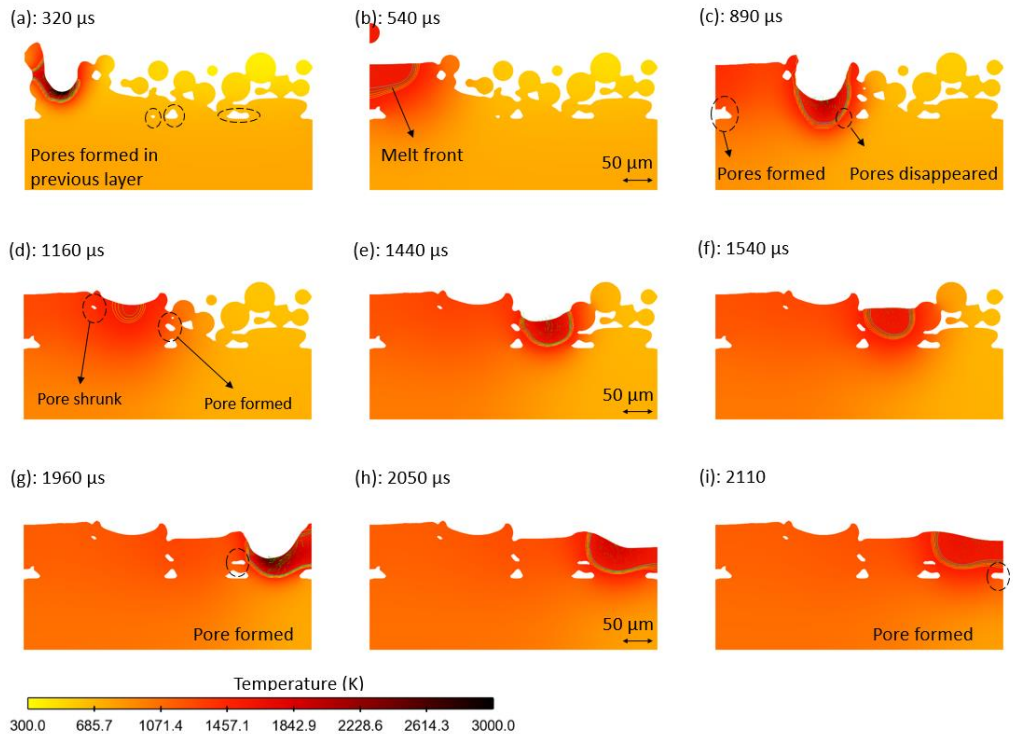 (a): 320 µs
(b): 540 µs
(c): 890 µs
Pores formed in
previous layer
Melt front
50 µm
Pores formed
Pores disappeared
(d): 1160 µs
(e): 1440 µs
(f): 1540 µs
Pore shrunk
Pore formed
50 µm
(g): 1960 µs
(h): 2050 µs
(i): 2110
Pore formed
50 µm
Pore formed
Temperature (K)
300.0 685.7 1071.4 1457.1 1842.9 2228.6 2614.3 3000.0